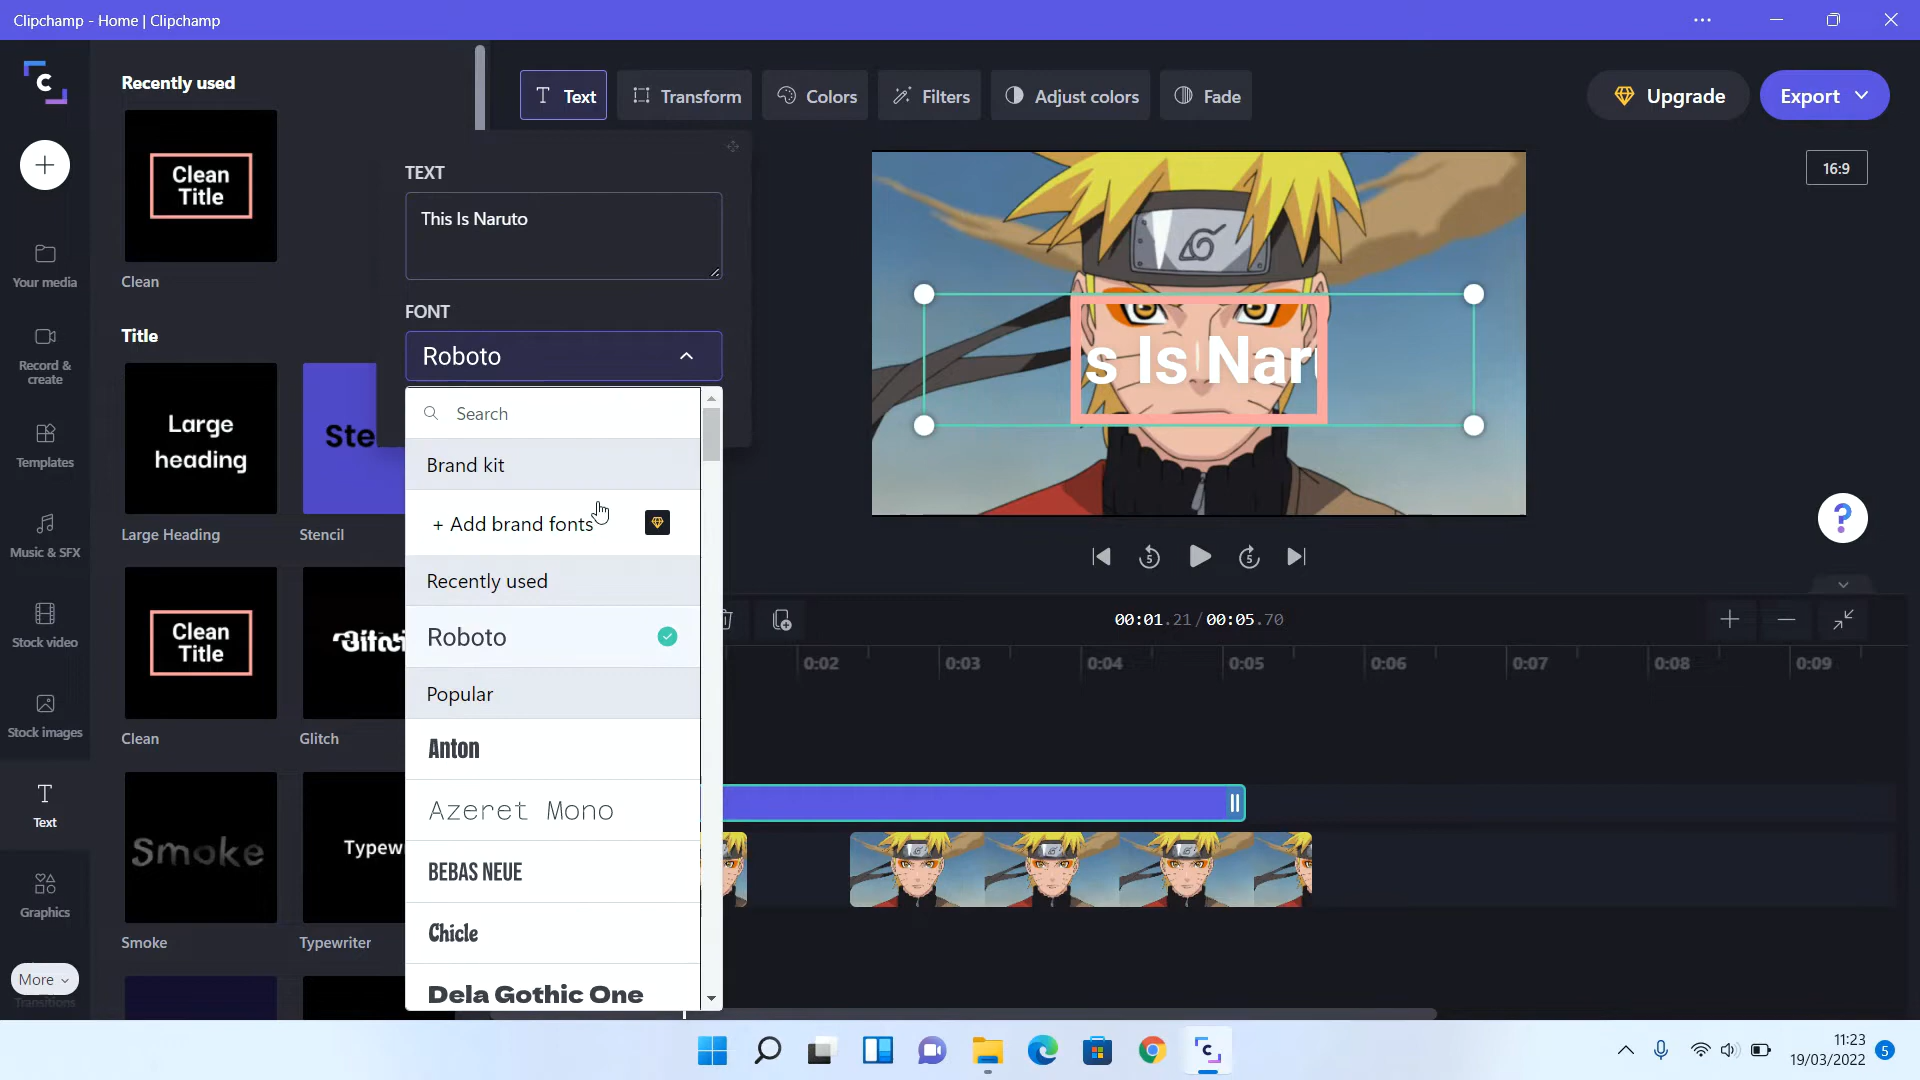 Clipchamp - Home | Clipchamp
Recently used
Clean
Title
Clean
Title
Large
heading
Large Heading
Ste
Stencil
Clean
Title
Clean
Glitch
Smoke
Smoke
Typew
Typewriter
Your media
Record &
create
Templates
Music & SFX
Stock video
Stock images
Text
Graphics
More
Transitions
Text
Transform
Colors
Filters
Adjust colors
Fade
Upgrade
Export
TEXT
This Is Naruto
FONT
Roboto
Search
Brand kit
+ Add brand fonts
Recently used
Roboto
Popular
Anton
Azeret Mono
BEBAS NEUE
Chicle
Dela Gothic One
16:9
s Is Nar
5
5
?
00:01.21 / 00:05.70
0:02
0:03
0:04
0:05
0:06
0:07
0:08
0:09
11:23
19/03/2022
5